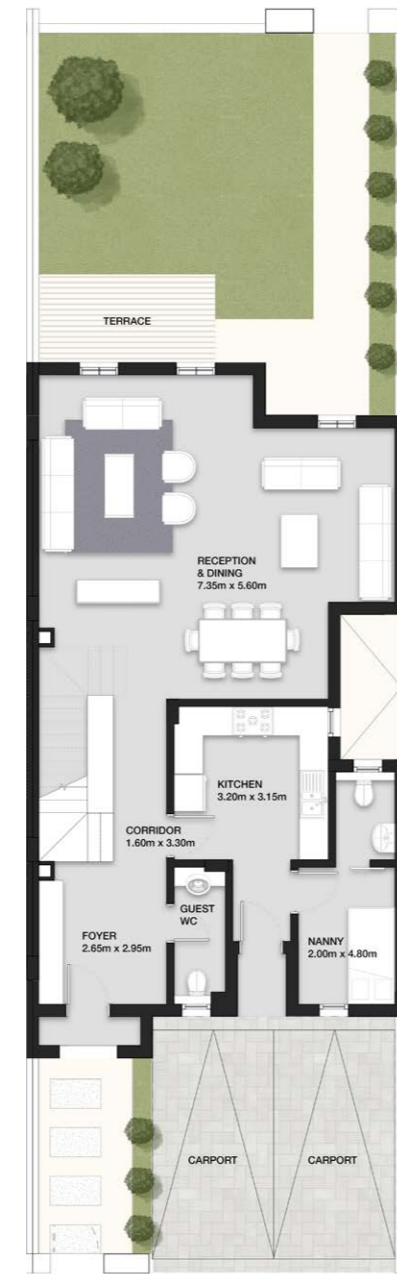 TERRACE
RECEPTION
& DINING
7.35m x 5.60m
KITCHEN
3.20m x 3.15m
CORRIDOR
1.60m x 3.30m
GUEST
WC
FOYER
2.65m x 2.95m
NANNY
2.00m x 4.80m
CARPORT
CARPORT